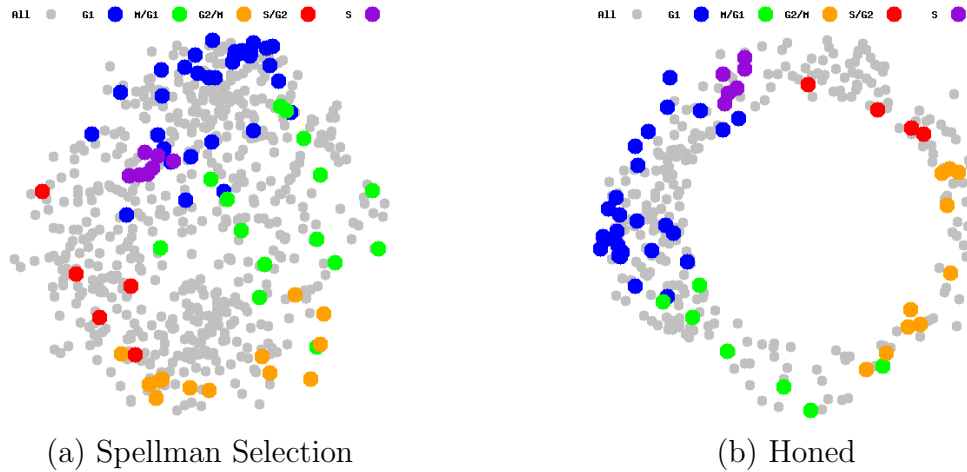 All G1 M/G1 G2/M S/G2 S
All G1 M/G1 G2/M S/G2 S
(a) Spellman Selection
(b) Honed